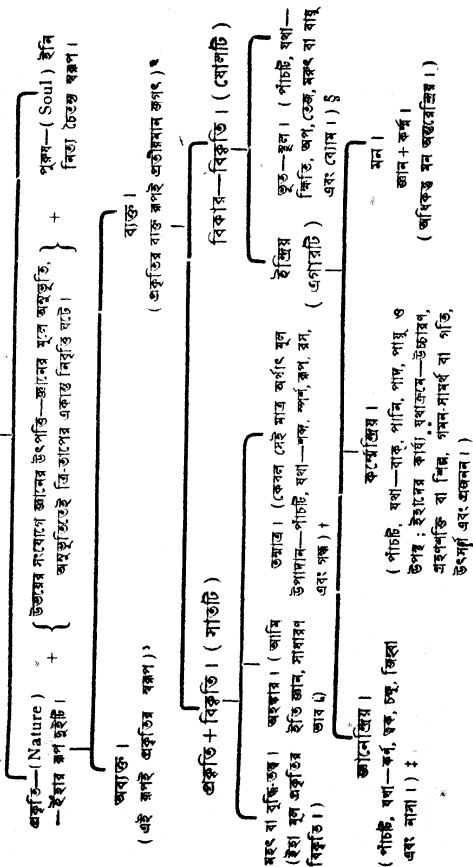 প্রকৃতি—(Nature)
—ইঁহার রূপ দুইটি।
+
{ উভয়ের সংযোগে জ্ঞানের উৎপত্তি—জ্ঞানের মূলে অনুভূতি,
অনুভূতিতেই ত্রি-তাপের একান্ত নিবৃত্তি ঘটে। }
+
পুরুষ—(Soul) ইনি
নিত্য চৈতন্য স্বরূপ।
অব্যক্ত।
(এই রূপই প্রকৃতির স্বরূপ)১
ব্যক্ত।
(প্রকৃতির ব্যক্ত রূপই প্রতীয়মান জগৎ)২
প্রকৃতি + বিকৃতি। (সাতটি)
বিকার—বিকৃতি। (ষোলটি)
মহৎ বা বুদ্ধি-তত্ত্ব।
(ইহা মূল প্রকৃতির
বিকৃতি।)
অহঙ্কার। (আমি
ইতি জ্ঞান, সাধারণ
ভাব।)
তন্মাত্র। (কেবল সেই মাত্র অর্থাৎ মূল
উপাদান—পাঁচটি, যথা—শব্দ, স্পর্শ, রূপ, রস,
এবং গন্ধ) †
ইন্দ্রিয়
(এগারটি)
ভূত—স্থূল। (পাঁচটি, যথা—
ক্ষিতি, অপ, তেজ, মরুৎ বা বায়ু
এবং ব্যোম।) §
জ্ঞানেন্দ্রিয়।
(পাঁচটি, যথা—কর্ণ, ত্বক, চক্ষু, জিহ্বা
এবং নাসা।) ‡
কর্ম্মেন্দ্রিয়।
(পাঁচটি, যথা—বাক, পানি, পাদ, পায়ু ও
উপস্থ ; ইহাদের কার্য্য যথাক্রমে—উচ্চারণ,
গ্রহণশক্তি বা শিল্প, গমন-সামর্থ বা গতি,
উৎসর্গ এবং প্রজনন।)
মন।
জ্ঞান + কর্ম্ম।
(অধিকন্তু মন অন্তরেন্দ্রিয়।)